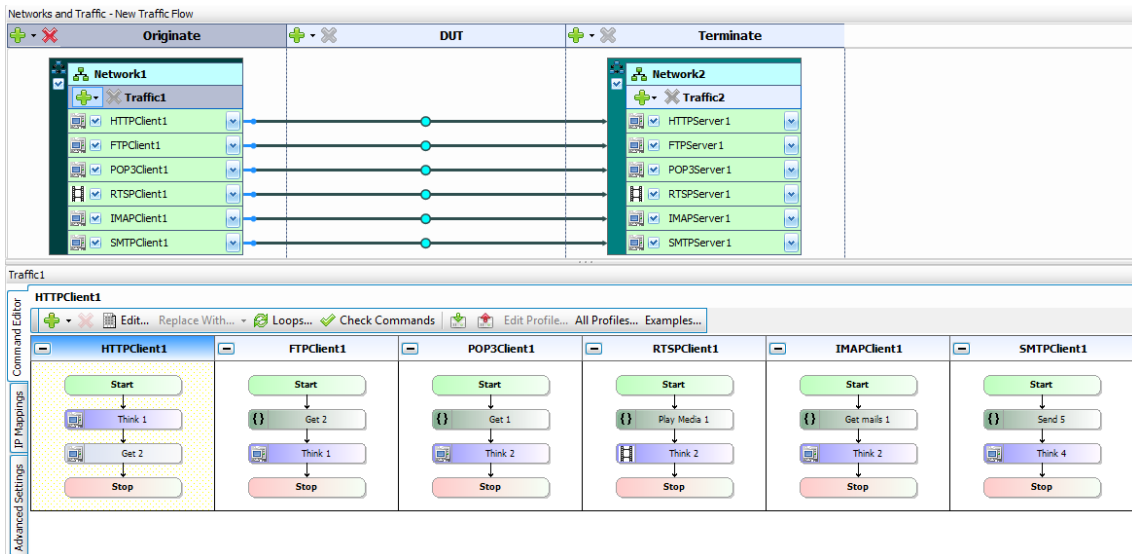 Networks and Traffic - New Traffic Flow
Originate DUT Terminate
Network1 Network2
Traffic1 Traffic2
HTTPClient1 HTTPServer1
FTPClient1 FTPServer1
POP3Client1 POP3Server1
RTSPClient1 RTSPServer1
IMAPClient1 IMAPServer1
SMTPClient1 SMTPServer1
Traffic1
Command Editor
IP Mappings
Advanced Settings
HTTPClient1
Edit... Replace With... Loops... Check Commands Edit Profile... All Profiles... Examples...
HTTPClient1 FTPClient1 POP3Client1 RTSPClient1 IMAPClient1 SMTPClient1
Start Start Start Start Start Start
Think 1 {} Get 2 {} Get 1 {} Play Media 1 {} Get mails 1 {} Send 5
Get 2 Think 1 Think 2 Think 2 Think 2 Think 4
Stop Stop Stop Stop Stop Stop